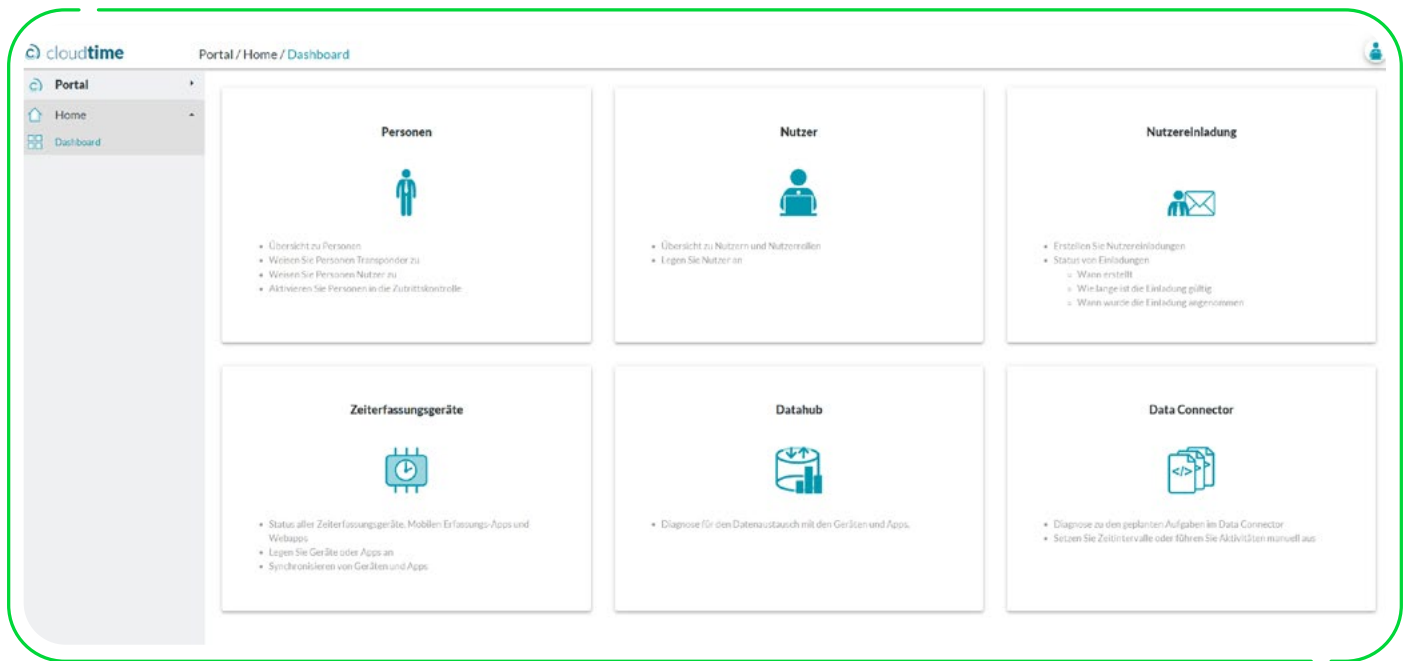 cloudtime
Portal / Home / Dashboard
Portal
Home
Dashboard
Personen
Übersicht zu Personen
Weisen Sie Personen Transponder zu
Weisen Sie Personen Nutzer zu
Aktivieren Sie Personen in die Zutrittskontrolle
Nutzer
Übersicht zu Nutzern und Nutzerrollen
Legen Sie Nutzer an
Nutzereinladung
Erstellen Sie Nutzereinladungen
Status von Einladungen
Wann erstellt
Wie lange ist die Einladung gültig
Wann wurde die Einladung angenommen
Zeiterfassungsgeräte
Status aller Zeiterfassungsgeräte, Mobilen Erfassungs-Apps und
Webapps
Legen Sie Geräte oder Apps an
Synchronisieren von Geräten und Apps
Datahub
Diagnose für den Datenaustausch mit den Geräten und Apps.
Data Connector
</>
Diagnose zu den geplanten Aufgaben im Data Connector
Setzen Sie Zeitintervalle oder führen Sie Aktivitäten manuell aus